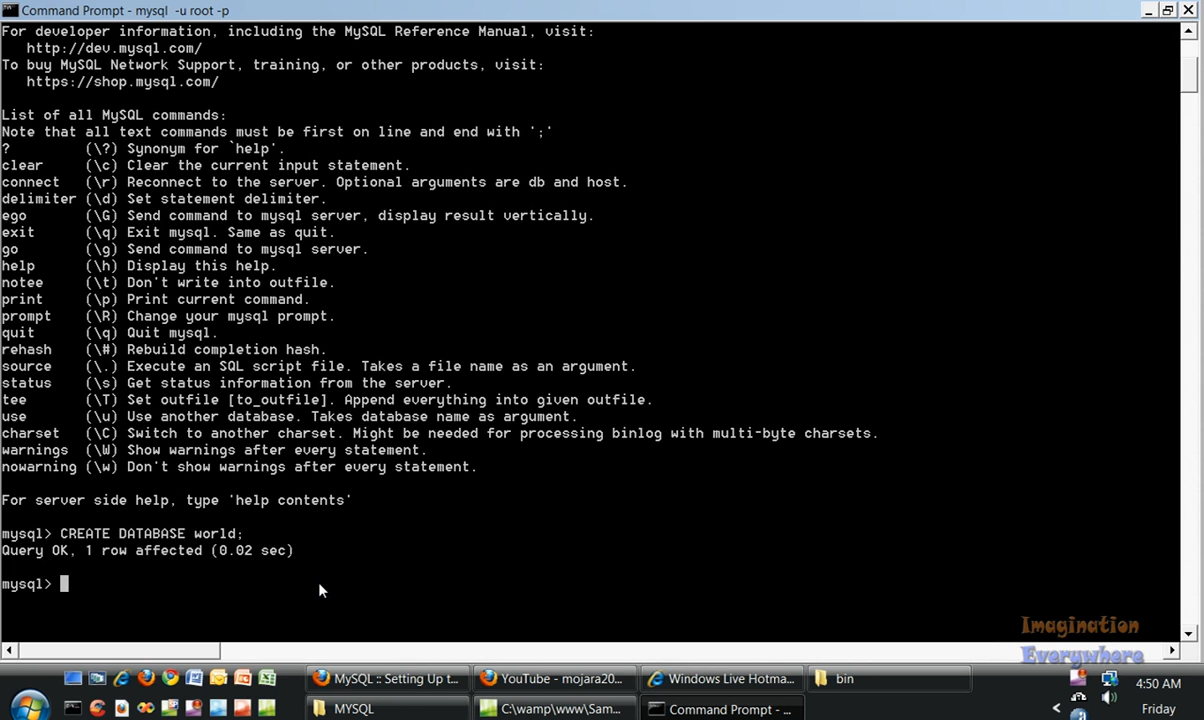 Command Prompt - mysql -u root -p
For developer information, including the MySQL Reference Manual, visit:
http://dev.mysql.com/
To buy MySQL Network Support, training, or other products, visit:
https://shop.mysql.com/
List of all MySQL commands:
Note that all text commands must be first on line and end with ';'
? (\?) Synonym for `help'.
clear (\c) Clear the current input statement.
connect (\r) Reconnect to the server. Optional arguments are db and host.
delimiter (\d) Set statement delimiter.
ego (\G) Send command to mysql server, display result vertically.
exit (\q) Exit mysql. Same as quit.
go (\g) Send command to mysql server.
help (\h) Display this help.
notee (\t) Don't write into outfile.
print (\p) Print current command.
prompt (\R) Change your mysql prompt.
quit (\q) Quit mysql.
rehash (\#) Rebuild completion hash.
source (\.) Execute an SQL script file. Takes a file name as an argument.
status (\s) Get status information from the server.
tee (\T) Set outfile [to_outfile]. Append everything into given outfile.
use (\u) Use another database. Takes database name as argument.
charset (\C) Switch to another charset. Might be needed for processing binlog with multi-byte charsets.
warnings (\W) Show warnings after every statement.
nowarning (\w) Don't show warnings after every statement.
For server side help, type 'help contents'
mysql> CREATE DATABASE world;
Query OK, 1 row affected (0.02 sec)
mysql>
Imagination
Everywhere
MySQL :: Setting Up t... YouTube - mojara20... Windows Live Hotma... bin
4:50 AM
MYSQL C:\wamp\www\Sam... Command Prompt - ...
Friday